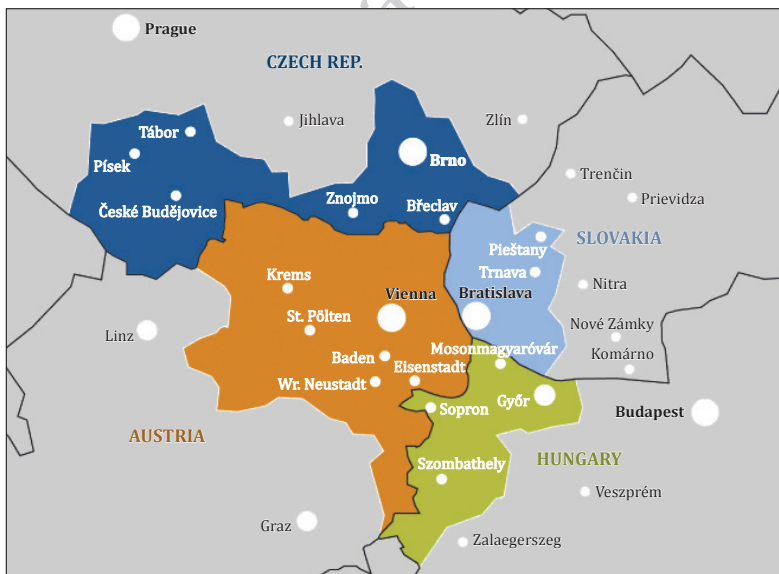 Prague
CZECH REP.
Jihlava
Zlín
Tábor
Písek
Brno
Trenčín
Prievidza
České Budějovice
Znojmo
Břeclav
Pieštany
SLOVAKIA
Trnava
Krems
Nitra
Vienna
Bratislava
St. Pölten
Linz
Nové Zámky
Mosonmagyaróvár
Komárno
Baden
Eisenstadt
Wr. Neustadt
Győr
Sopron
Budapest
AUSTRIA
Szombathely
HUNGARY
Veszprém
Graz
Zalaegerszeg